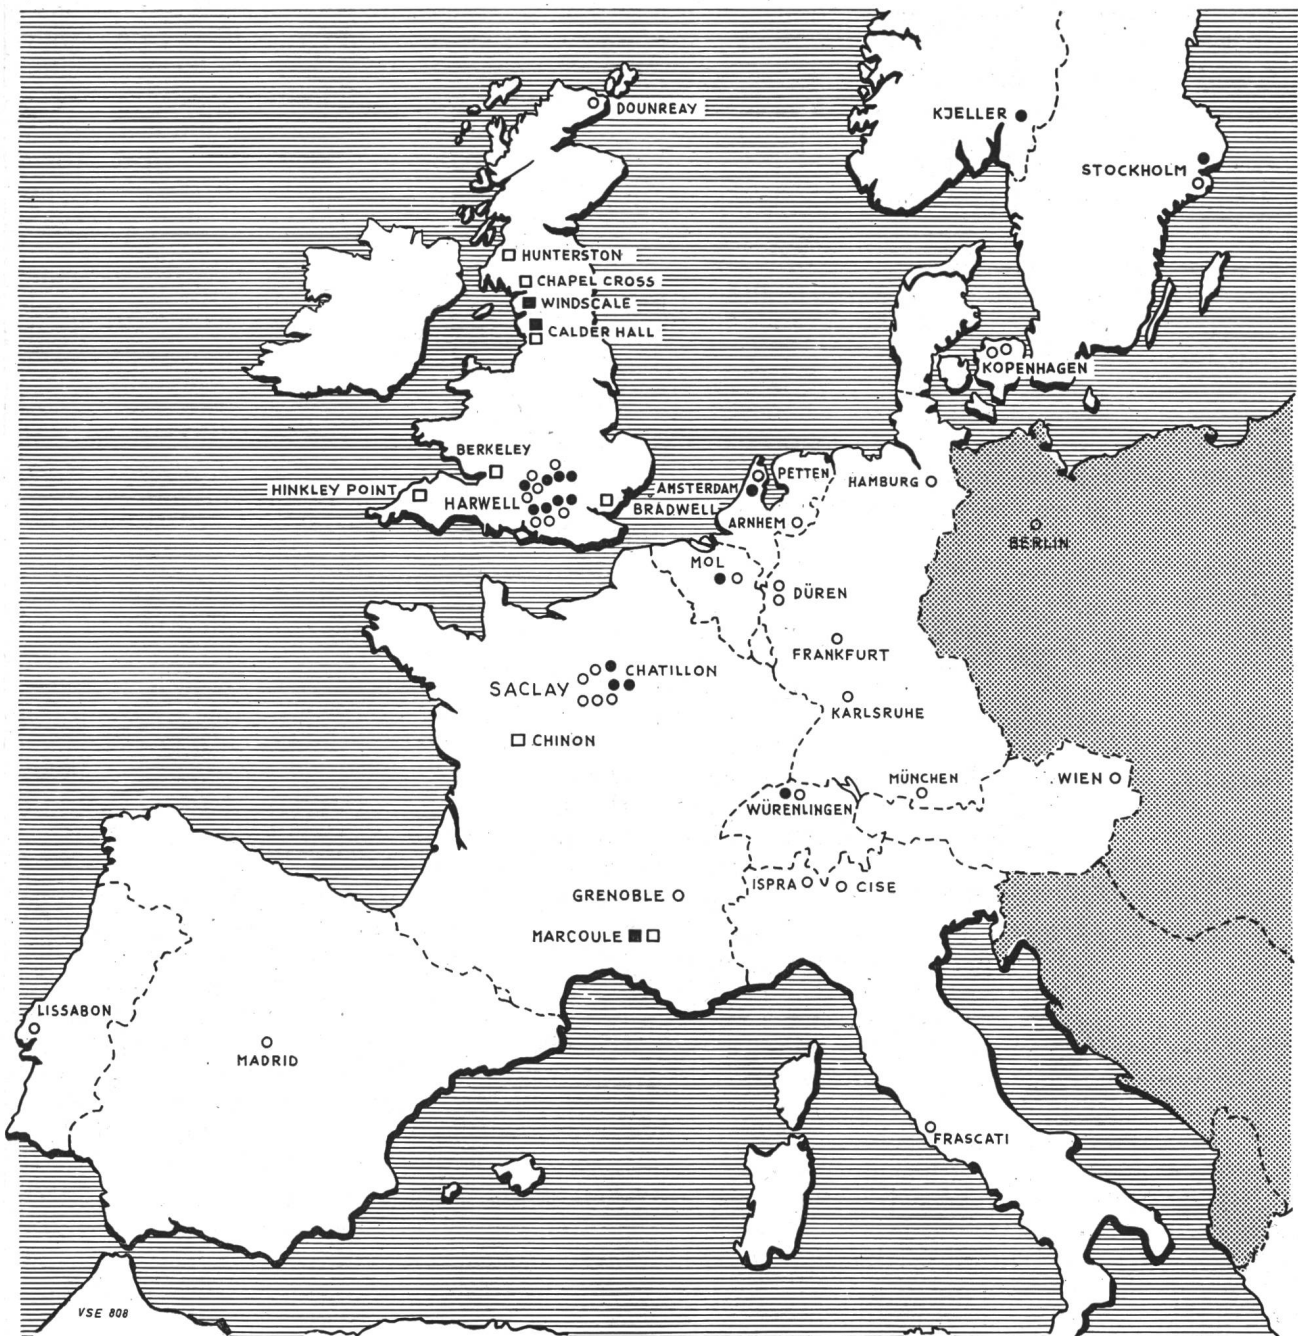 DOUNREAY
KJELLER
STOCKHOLM
HUNTERSTON
CHAPEL CROSS
WINDSCALE
CALDER HALL
KOPENHAGEN
BERKELEY
HINKLEY POINT
HARWELL
AMSTERDAM
PETTEN
HAMBURG
BRADWELL
ARNHEM
BERLIN
MOL
DÜREN
FRANKFURT
CHATILLON
SACLAY
KARLSRUHE
CHINON
MÜNCHEN
WIEN
WÜRENLINGEN
ISPRA
CISE
GRENOBLE
MARCOULE
LISSABON
MADRID
FRASCATI
VSE 808